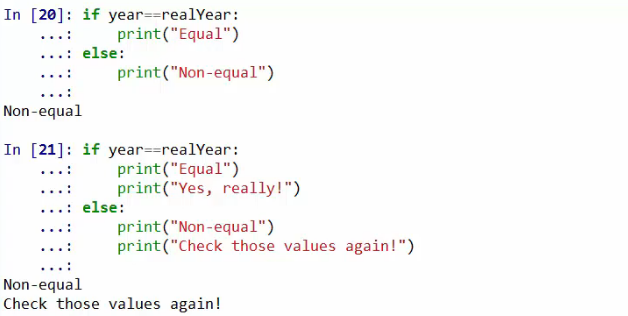 In [20]: if year==realYear:
    ...:     print("Equal")
    ...: else:
    ...:     print("Non-equal")
    ...:
Non-equal

In [21]: if year==realYear:
    ...:     print("Equal")
    ...:     print("Yes, really!")
    ...: else:
    ...:     print("Non-equal")
    ...:     print("Check those values again!")
    ...:
Non-equal
Check those values again!